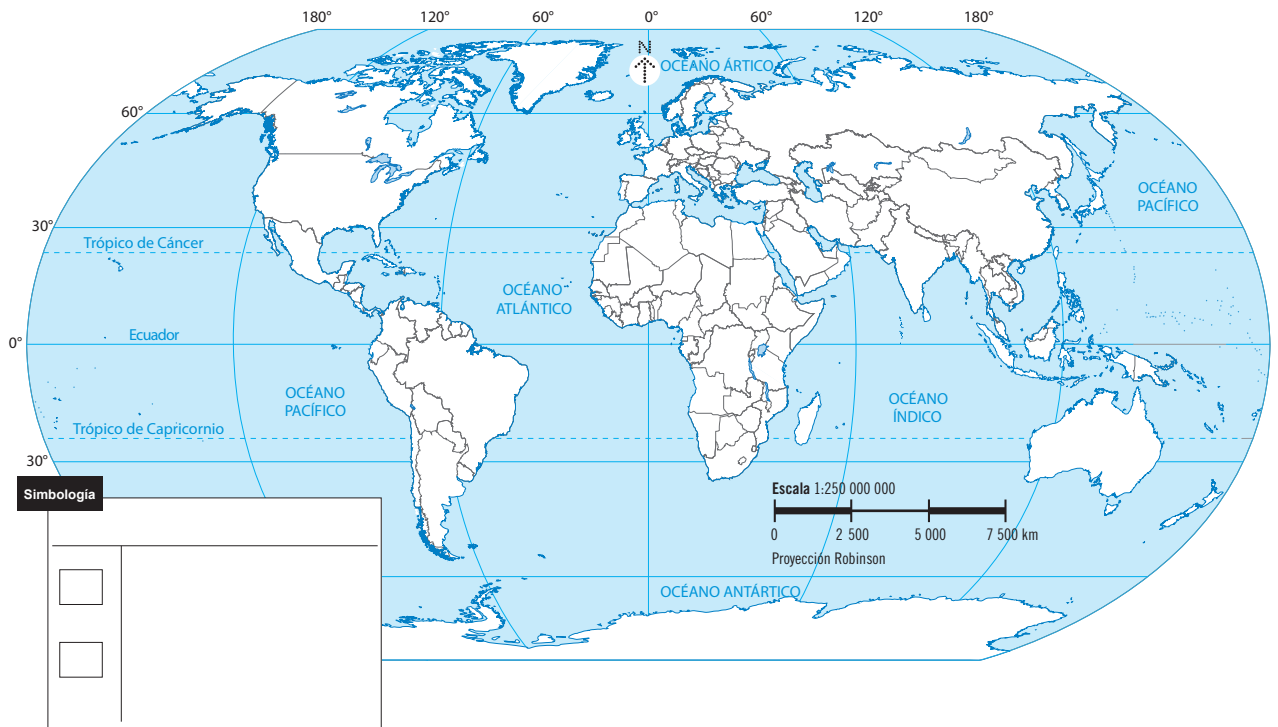 180° 120° 60° 0° 60° 120° 180°
N
OCÉANO ÁRTICO
60°
OCÉANO
PACÍFICO
30°
Trópico de Cáncer
OCÉANO
ATLÁNTICO
Ecuador
0°
OCÉANO
PACÍFICO
OCÉANO
ÍNDICO
Trópico de Capricornio
30°
Simbología
Escala 1:250 000 000
0 2 500 5 000 7 500 km
Proyección Robinson
OCÉANO ANTÁRTICO